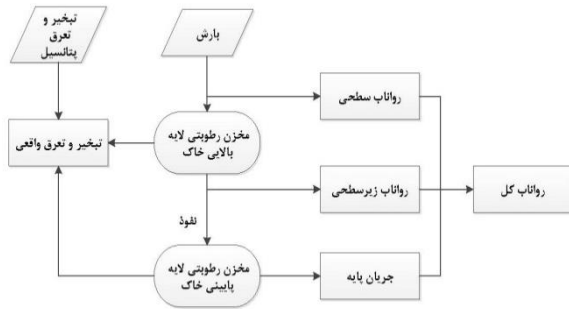 تبخیر و
تعرق
پتانسیل
بارش
رواناب سطحی
مخزن رطوبتی لایه
بالایی خاک
تبخیر و تعرق واقعی
رواناب زیرسطحی
رواناب کل
نفوذ
مخزن رطوبتی لایه
پایینی خاک
جریان پایه